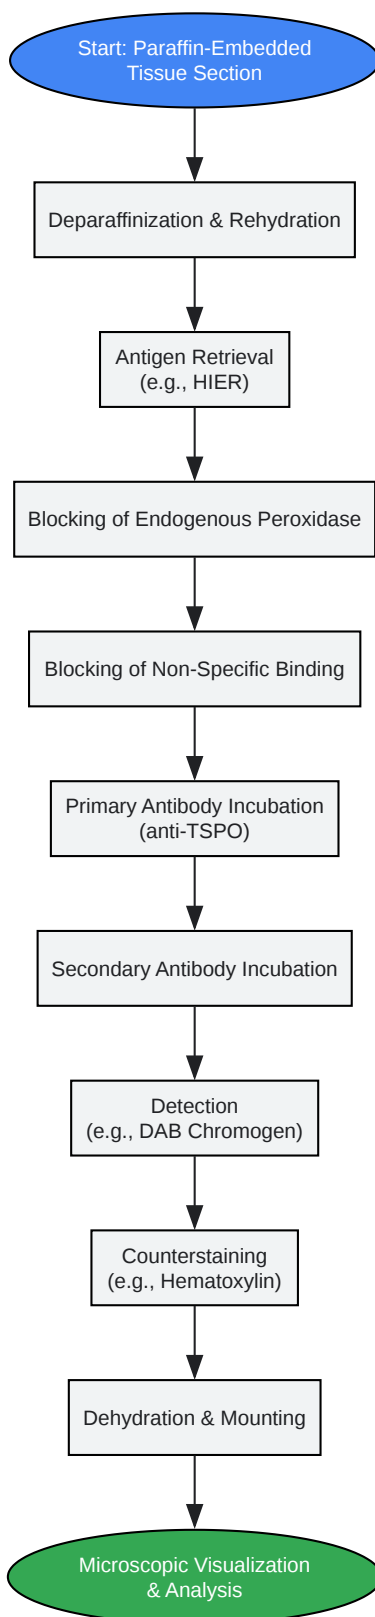 Start: Paraffin-Embedded
Tissue Section
Deparaffinization & Rehydration
Antigen Retrieval
(e.g., HIER)
Blocking of Endogenous Peroxidase
Blocking of Non-Specific Binding
Primary Antibody Incubation
(anti-TSPO)
Secondary Antibody Incubation
Detection
(e.g., DAB Chromogen)
Counterstaining
(e.g., Hematoxylin)
Dehydration & Mounting
Microscopic Visualization
& Analysis